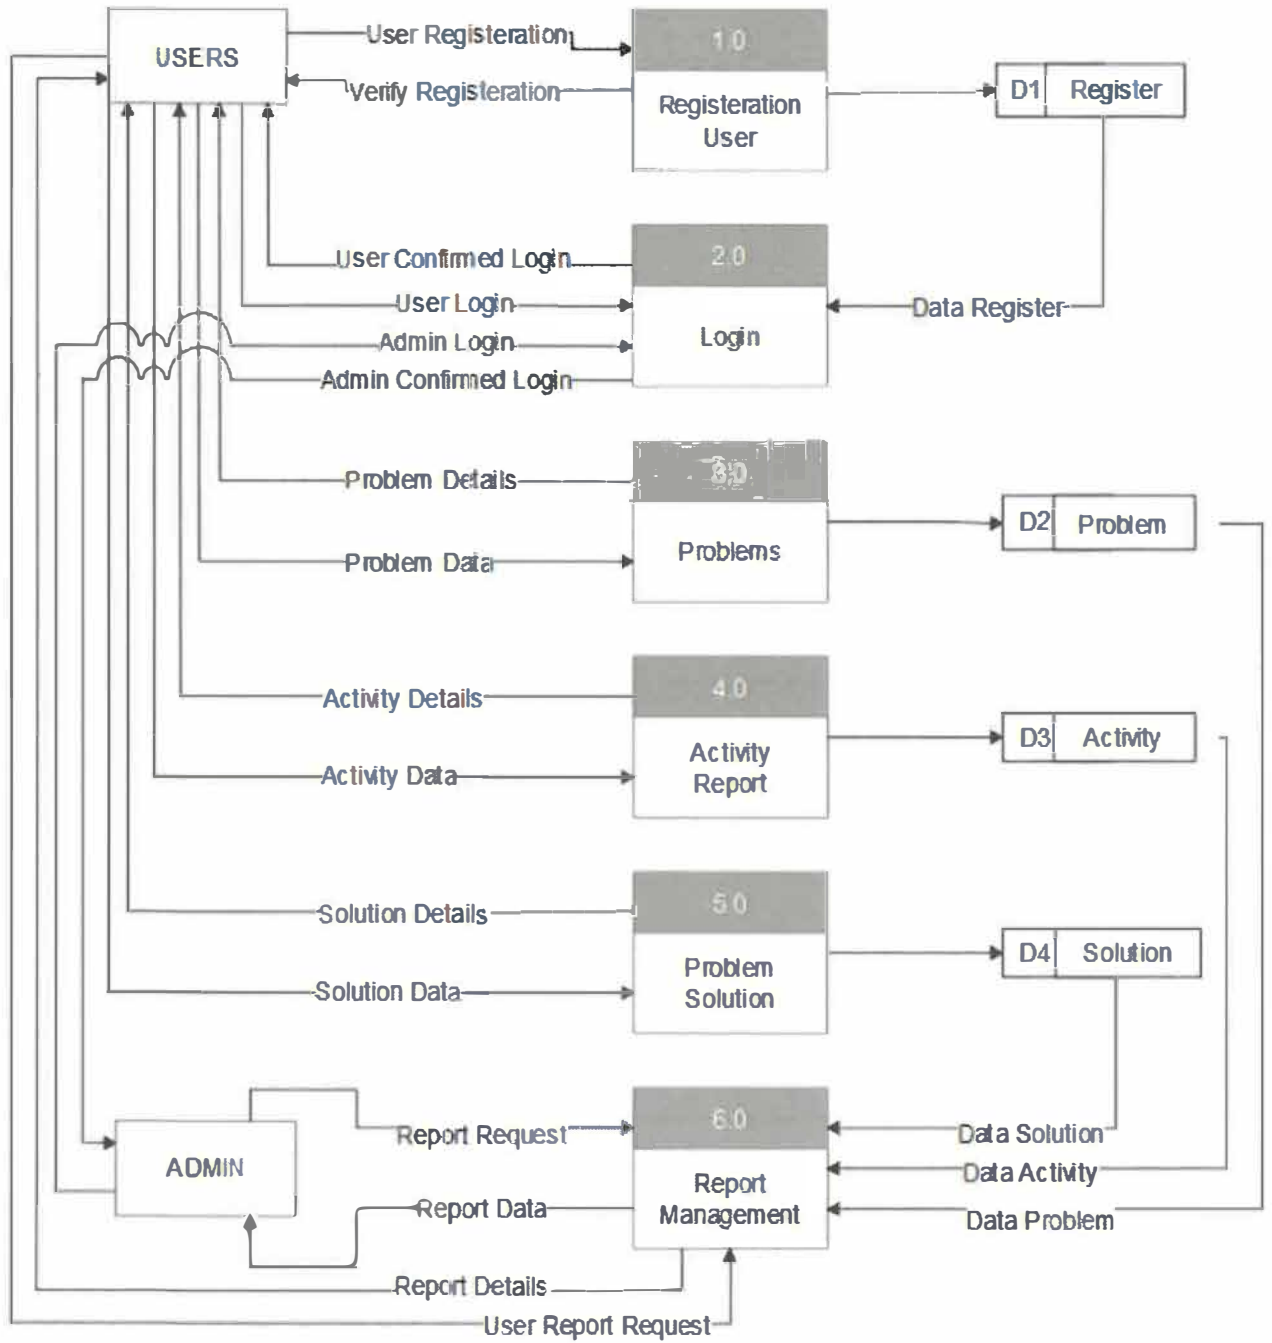 USERS
User Registeration
1.0
Verify Registeration
Registeration
User
D1 Register
User Confirmed Login
2.0
User Login
Data Register
Admin Login
Login
Admin Confirmed Login
Problem Details
3.0
Problem Data
Problems
D2 Problem
Activity Details
4.0
Activity Data
Activity
Report
D3 Activity
Solution Details
5.0
Solution Data
Problem
Solution
D4 Solution
ADMIN
Report Request
6.0
Data Solution
Data Activity
Report Data
Report
Management
Data Problem
Report Details
User Report Request